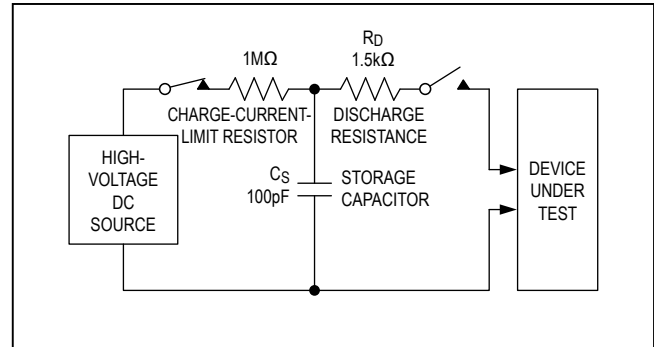 RD
1MΩ
1.5kΩ
CHARGE-CURRENT-
LIMIT RESISTOR
DISCHARGE
RESISTANCE
HIGH-
VOLTAGE
DC
SOURCE
CS
100pF
STORAGE
CAPACITOR
DEVICE
UNDER
TEST